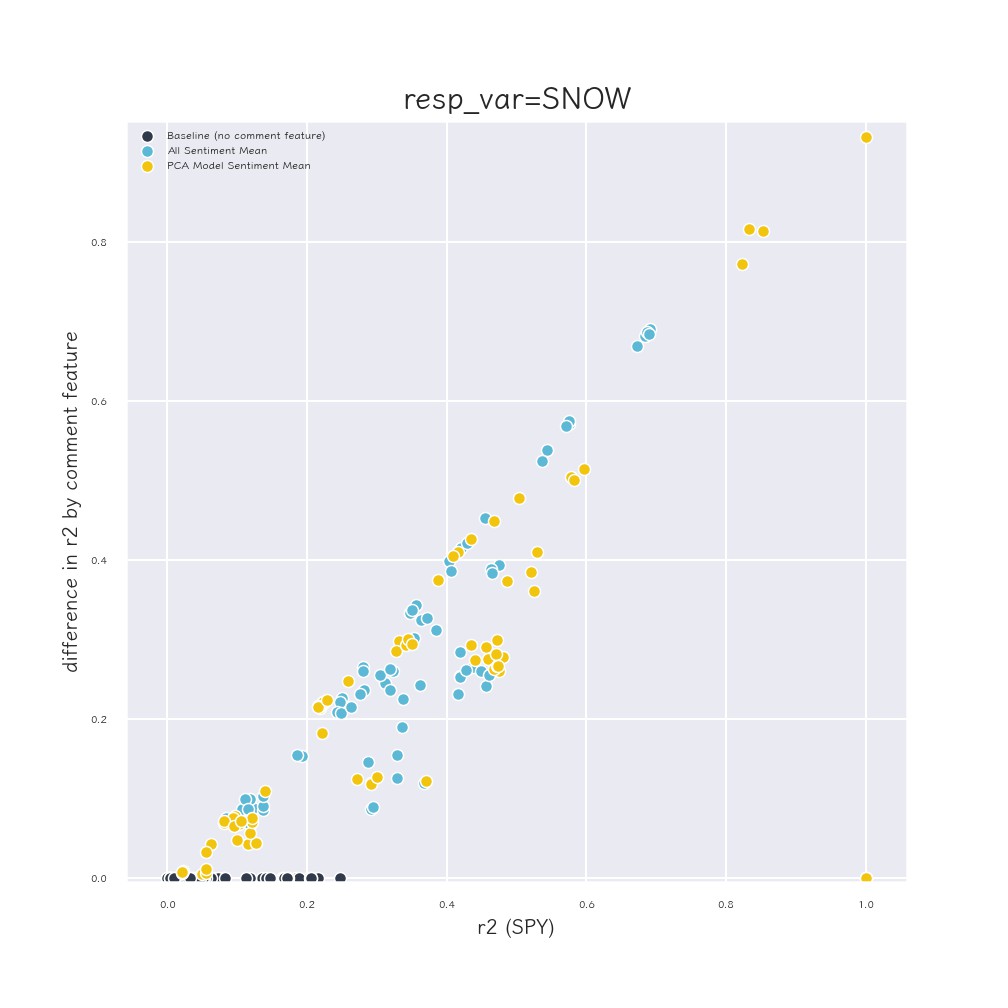 resp_var=SNOW
Baseline (no comment feature)
All Sentiment Mean
PCA Model Sentiment Mean
difference in r2 by comment feature
0.8
0.6
0.4
0.2
0.0
0.0 0.2 0.4 0.6 0.8 1.0
r2 (SPY)